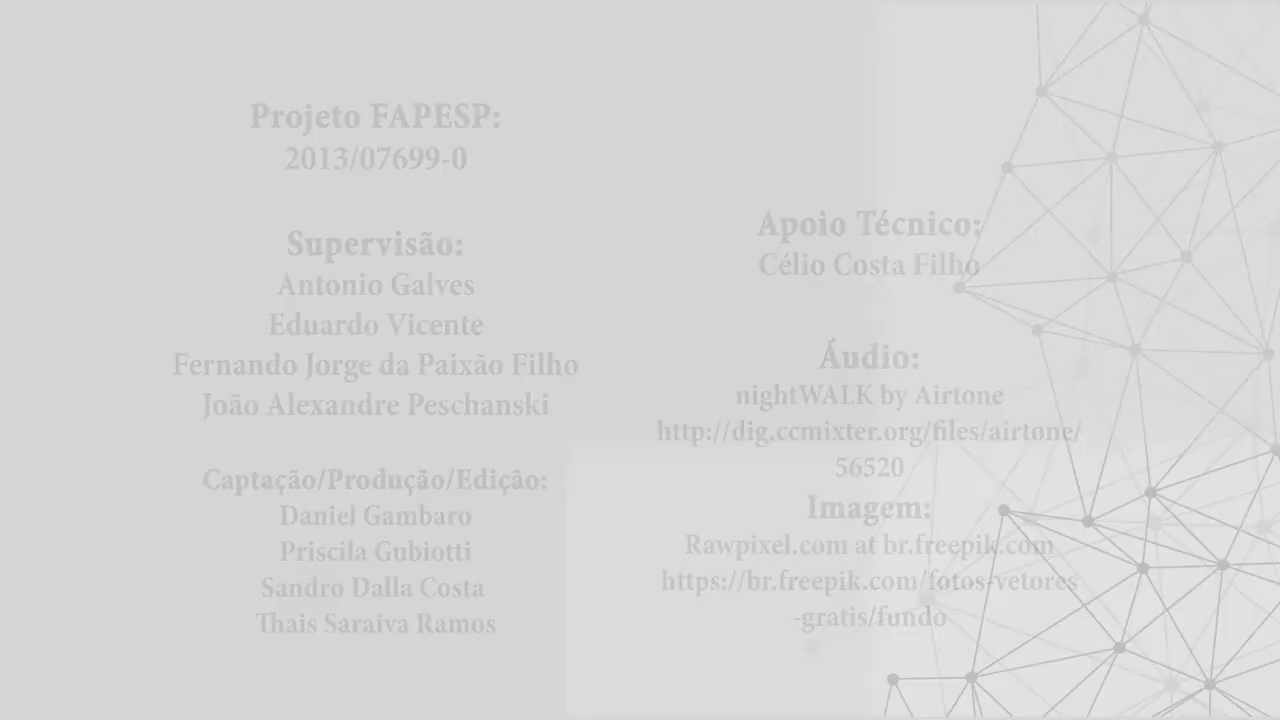 Projeto FAPESP:
2013/07699-0
Supervisão:
Antonio Galves
Eduardo Vicente
Fernando Jorge da Paixão Filho
João Alexandre Peschanski
Captação/Produção/Edição:
Daniel Gambaro
Priscila Gubiotti
Sandro Dalla Costa
Thais Saraiva Ramos
Apoio Técnico:
Célio Costa Filho
Áudio:
nightWALK by Airtone
http://dig.ccmixter.org/files/airtone/
56520
Imagem:
Rawpixel.com at br.freepik.com
https://br.freepik.com/fotos-vetores
-gratis/fundo